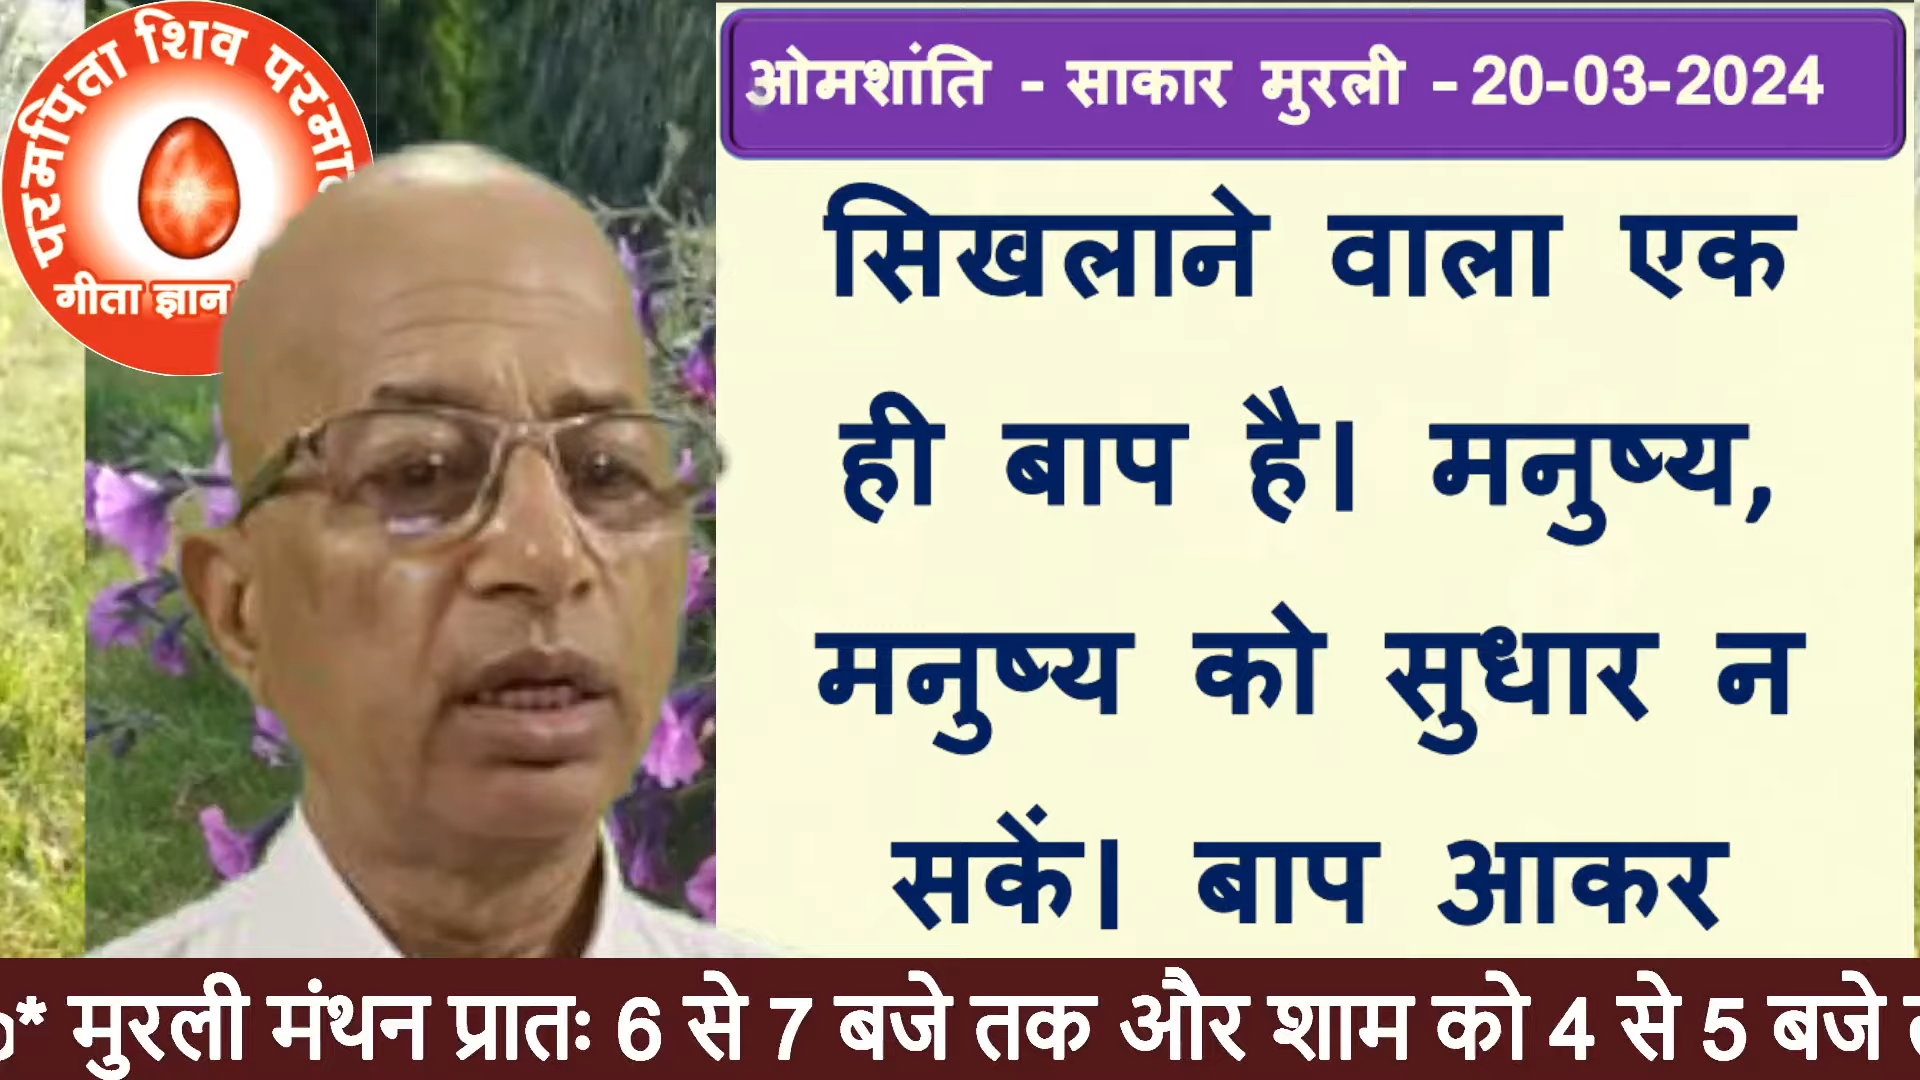 परमपिता शिव
गीता ज्ञान
ओमशांति - साकार मुरली - 20-03-2024
सिखलाने वाला एक
ही बाप है। मनुष्य,
मनुष्य को सुधार न
सकें। बाप आकर
* मुरली मंथन प्रातः 6 से 7 बजे तक और शाम को 4 से 5 बजे